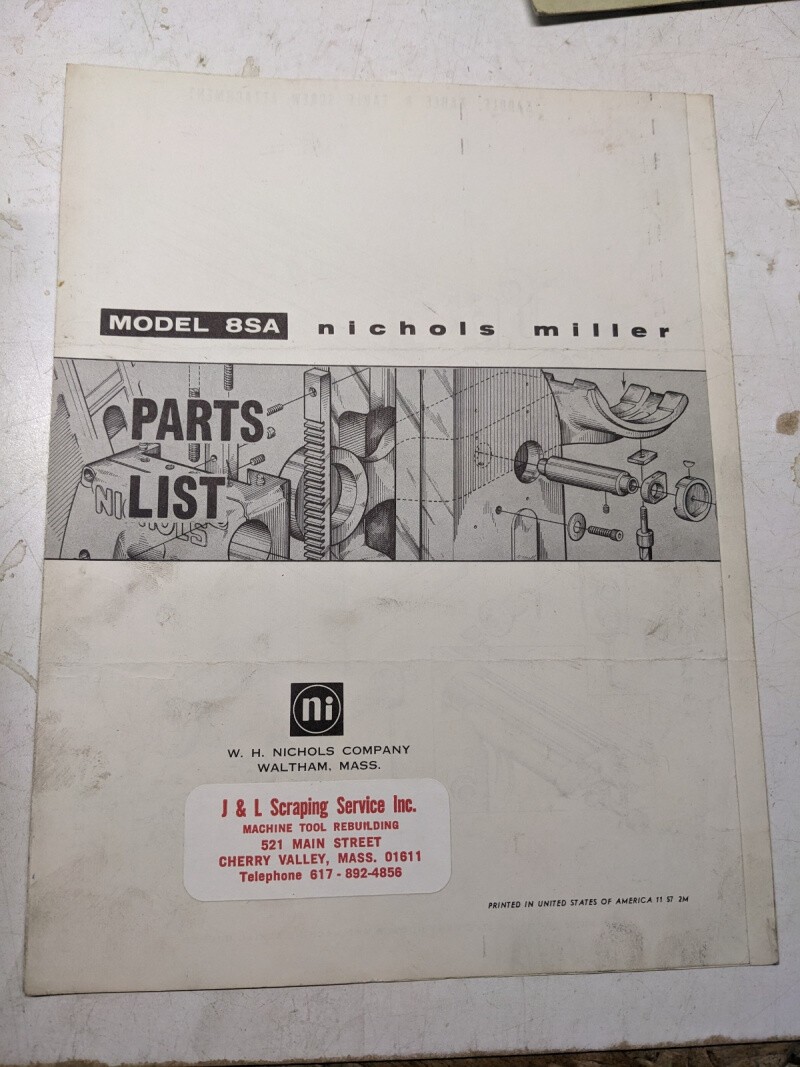 MODEL 8SA nichols miller
PARTS
LIST
NICHOLS
ni
W. H. NICHOLS COMPANY
WALTHAM, MASS.
J & L Scraping Service Inc.
MACHINE TOOL REBUILDING
521 MAIN STREET
CHERRY VALLEY, MASS. 01611
Telephone 617-892-4856
PRINTED IN UNITED STATES OF AMERICA 11 57 2M